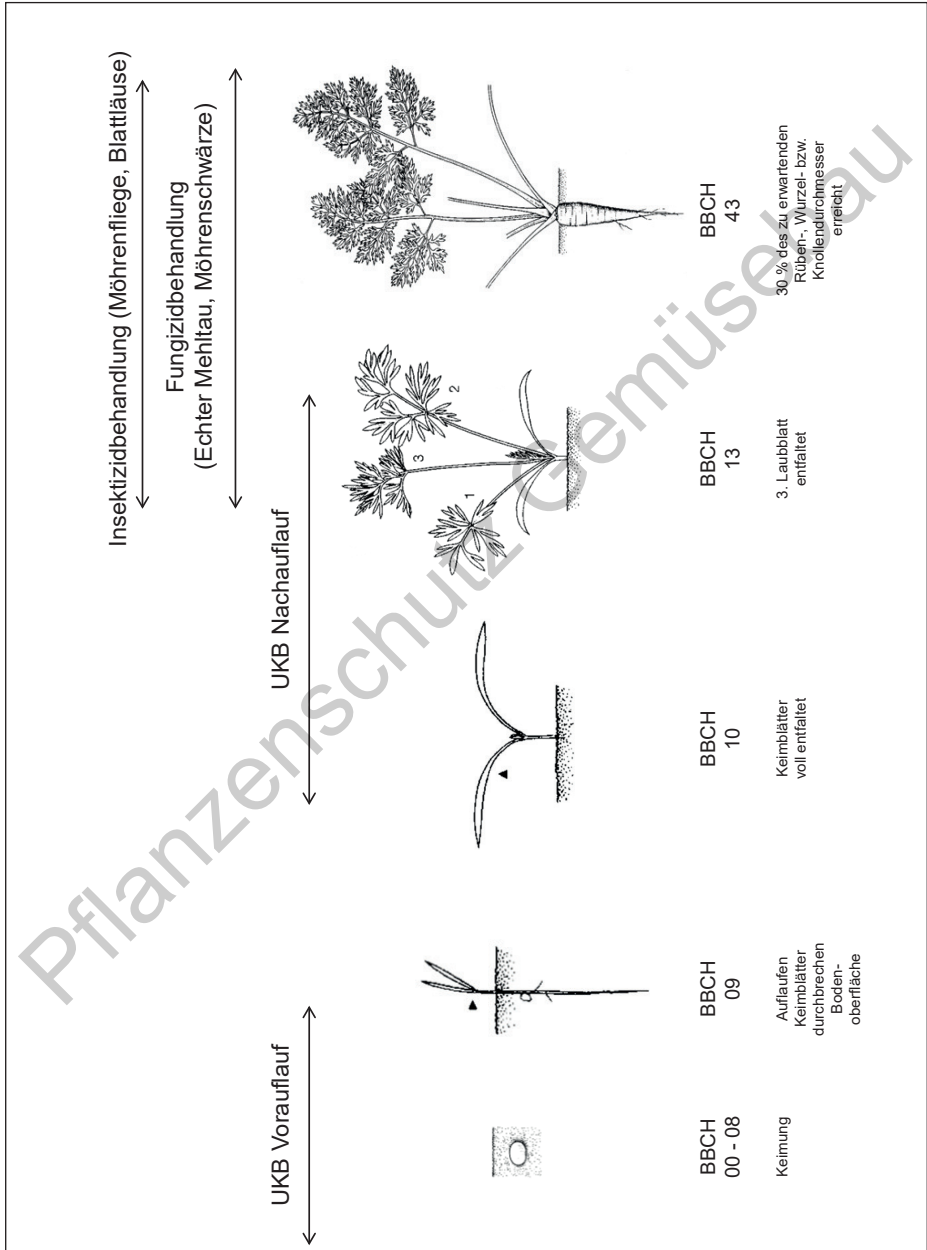 Insektizidbehandlung (Möhrenfliege, Blattläuse)
Fungizidbehandlung
(Echter Mehltau, Möhrenschwärze)
UKB Vorauflauf
UKB Nachauflauf
1
3
2
BBCH
00 - 08
Keimung
BBCH
09
Auflaufen
Keimblätter
durchbrechen
Boden-
oberfläche
BBCH
10
Keimblätter
voll entfaltet
BBCH
13
3. Laubblatt
entfaltet
BBCH
43
30 % des zu erwartenden
Rüben-, Wurzel- bzw.
Knollendurchmesser
erreicht
Pflanzenschutz Gemüsebau